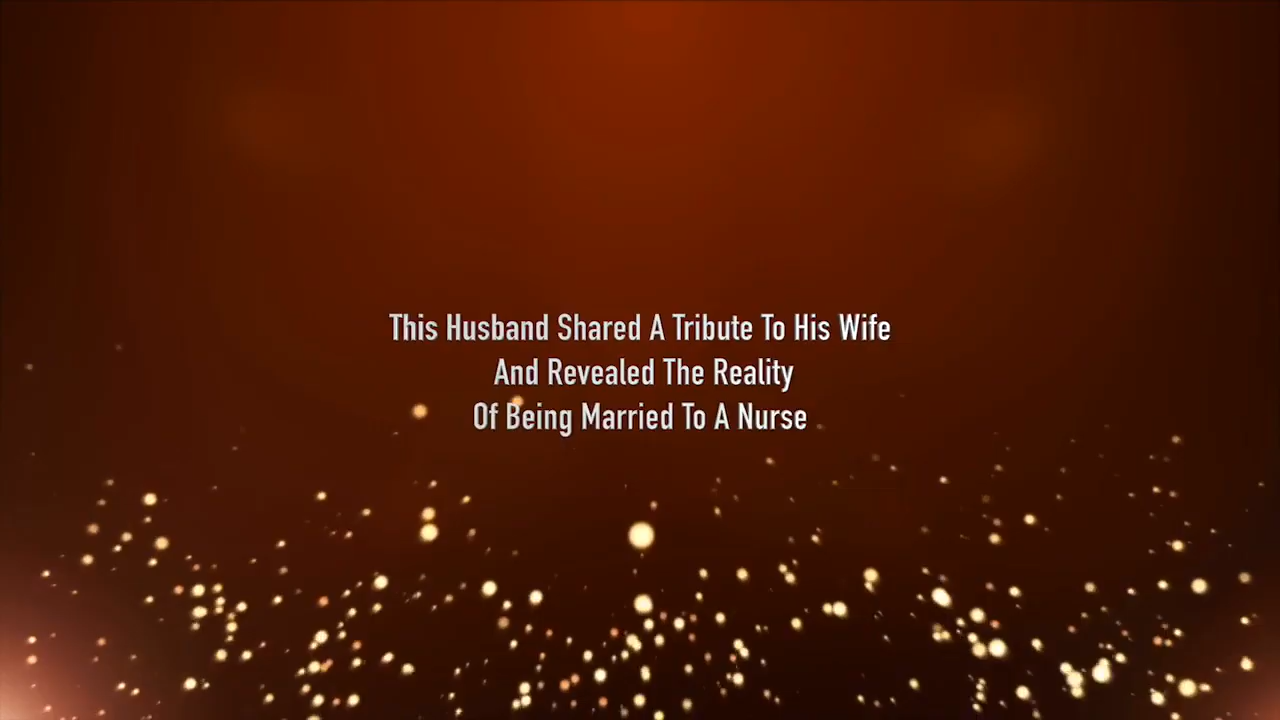 This Husband Shared A Tribute To His Wife
And Revealed The Reality
Of Being Married To A Nurse